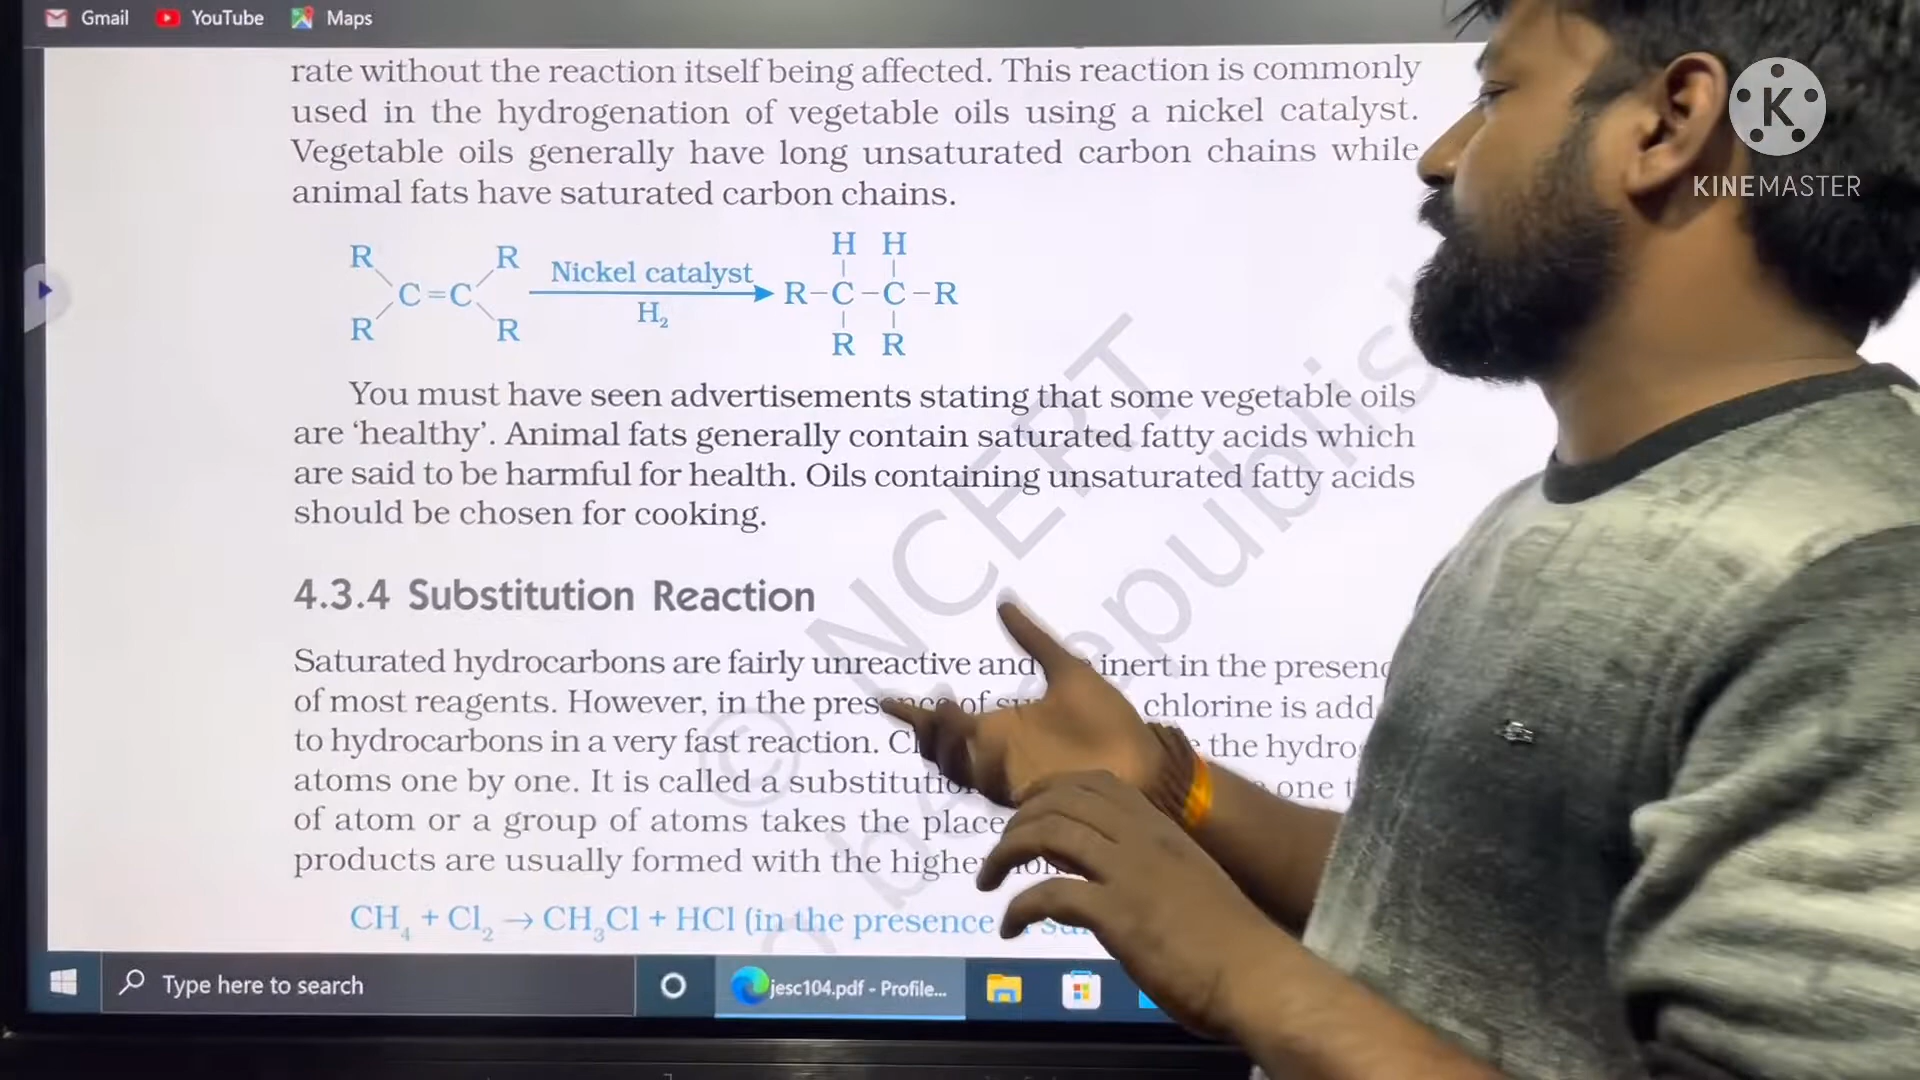 Gmail YouTube Maps
rate without the reaction itself being affected. This reaction is commonly
used in the hydrogenation of vegetable oils using a nickel catalyst.
Vegetable oils generally have long unsaturated carbon chains while
animal fats have saturated carbon chains.
K
KINEMASTER
H H
R R
Nickel catalyst
C=C R–C–C–R
H₂
R R
R R
You must have seen advertisements stating that some vegetable oils
are ‘healthy’. Animal fats generally contain saturated fatty acids which
are said to be harmful for health. Oils containing unsaturated fatty acids
should be chosen for cooking.
© NCERT
republish
4.3.4 Substitution Reaction
Saturated hydrocarbons are fairly unreactive and inert in the presenc
of most reagents. However, in the presence of chlorine is add
to hydrocarbons in a very fast reaction. the hydro
atoms one by one. It is called a one
of atom or a group of atoms takes the place
products are usually formed with the highe
CH₄ + Cl₂ → CH₃Cl + HCl (in the presence
Type here to search jesc104.pdf - Profile...